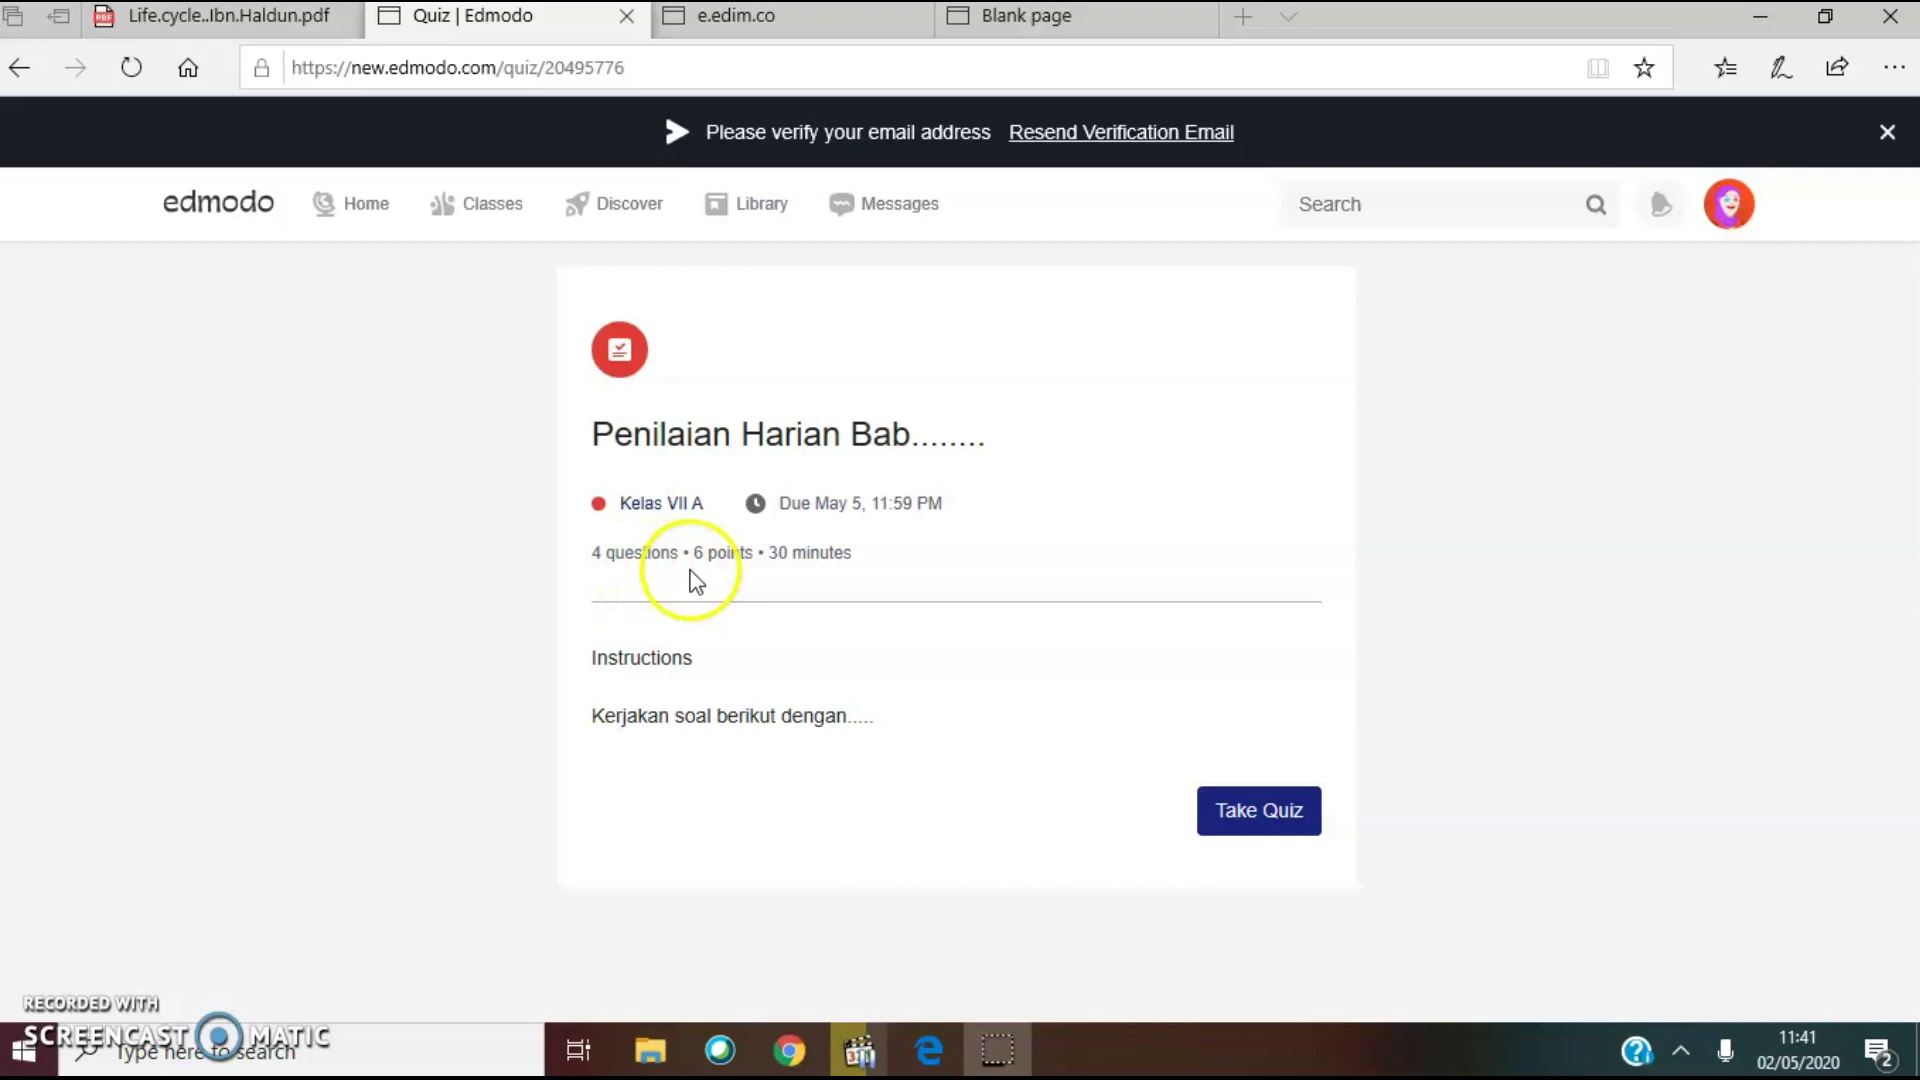 Life.cycle..Ibn.Haldun.pdf
Quiz | Edmodo
e.edim.co
Blank page
https://new.edmodo.com/quiz/20495776
Please verify your email address Resend Verification Email
edmodo
Home
Classes
Discover
Library
Messages
Search
Penilaian Harian Bab........
Kelas VII A
Due May 5, 11:59 PM
4 questions • 6 points • 30 minutes
Instructions
Kerjakan soal berikut dengan.....
Take Quiz
RECORDED WITH
SCREENCAST MATIC
Type here to search
11:41
02/05/2020
2